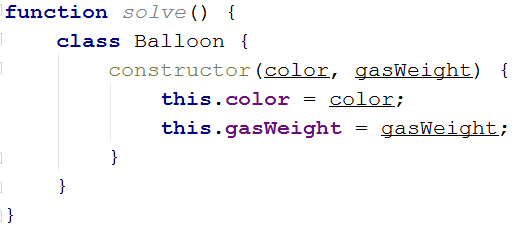 function solve() {
    class Balloon {
        constructor(color, gasWeight) {
            this.color = color;
            this.gasWeight = gasWeight;
        }
    }
}